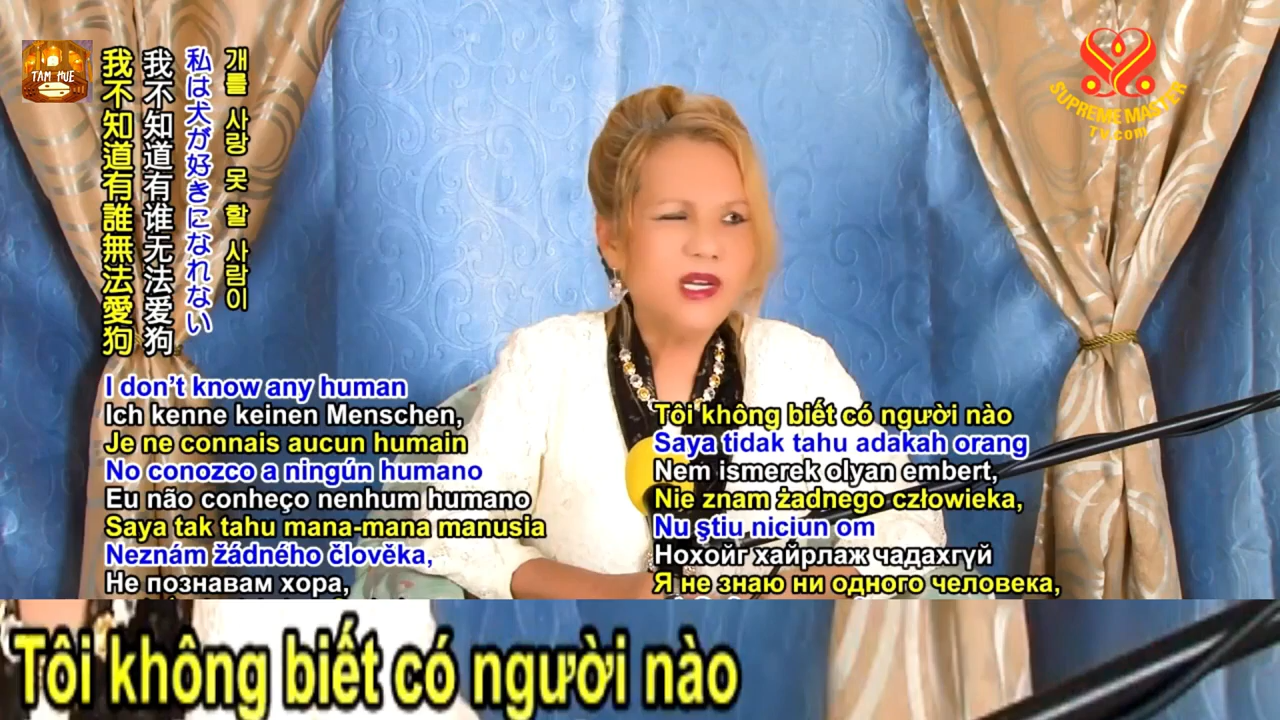 TAM HUE
我不知道有誰無法愛狗
我不知道有谁无法爱狗
私は犬が好きになれない
개를 사랑 못 할 사람이
SUPREME MASTER
TV.com
I don't know any human
Ich kenne keinen Menschen,
Je ne connais aucun humain
No conozco a ningún humano
Eu não conheço nenhum humano
Saya tak tahu mana-mana manusia
Neznám žádného člověka,
Не познавам хора,
Tôi không biết có người nào
Saya tidak tahu adakah orang
Nem ismerek olyan embert,
Nie znam żadnego człowieka,
Nu ştiu niciun om
Нохойг хайрлаж чадахгүй
Я не знаю ни одного человека,
Tôi không biết có người nào